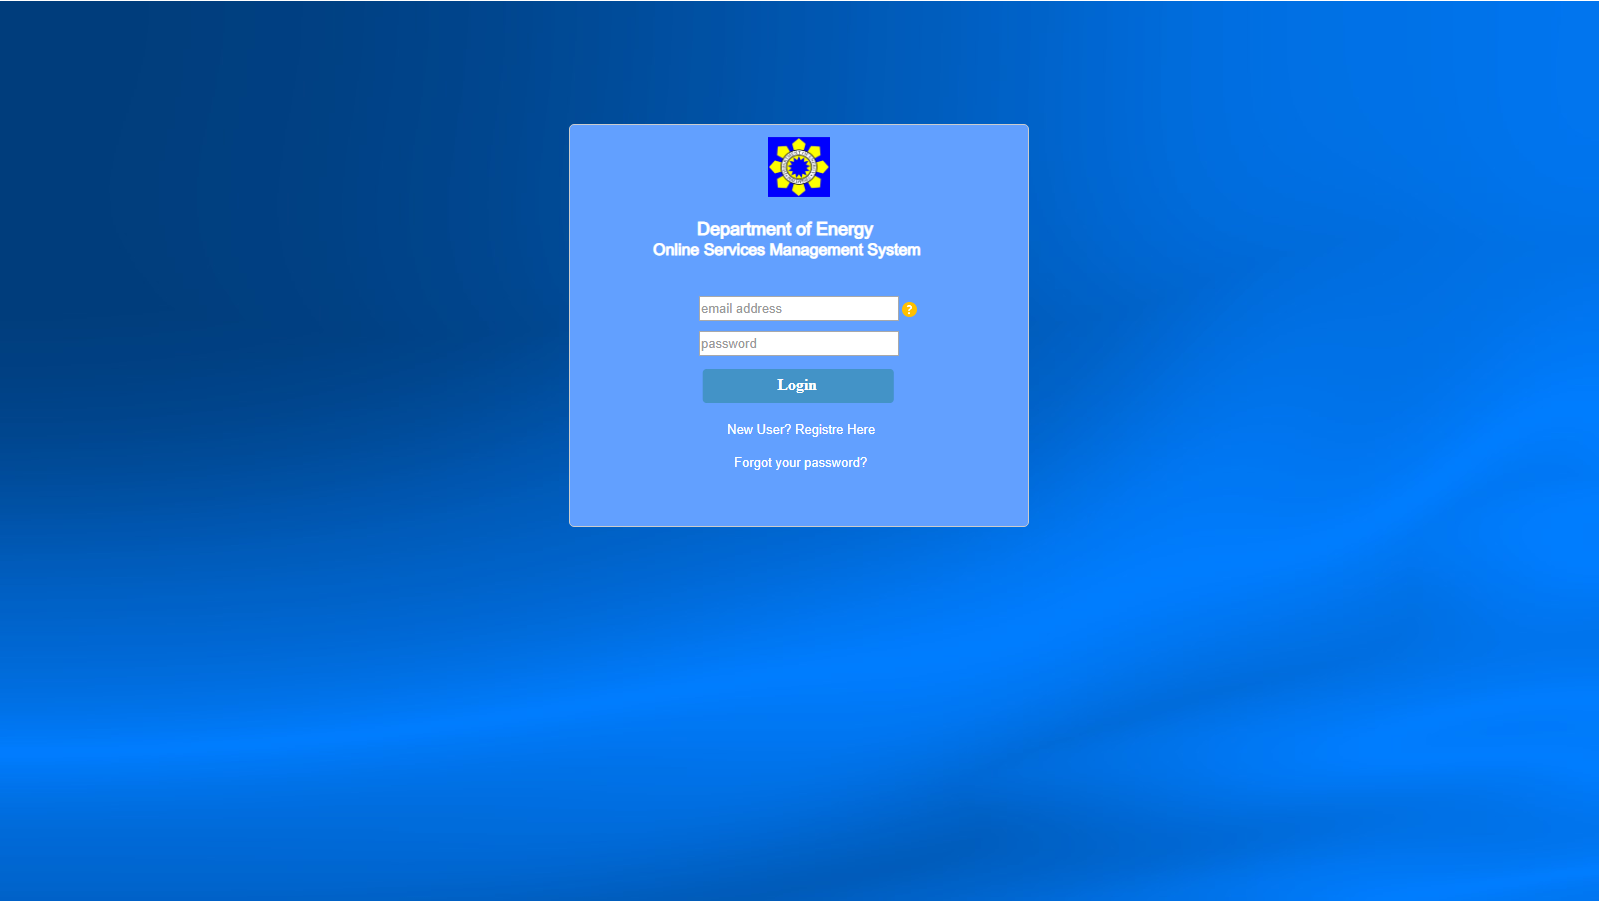 Department of Energy
Online Services Management System
email address
?
password
Login
New User? Registre Here
Forgot your password?